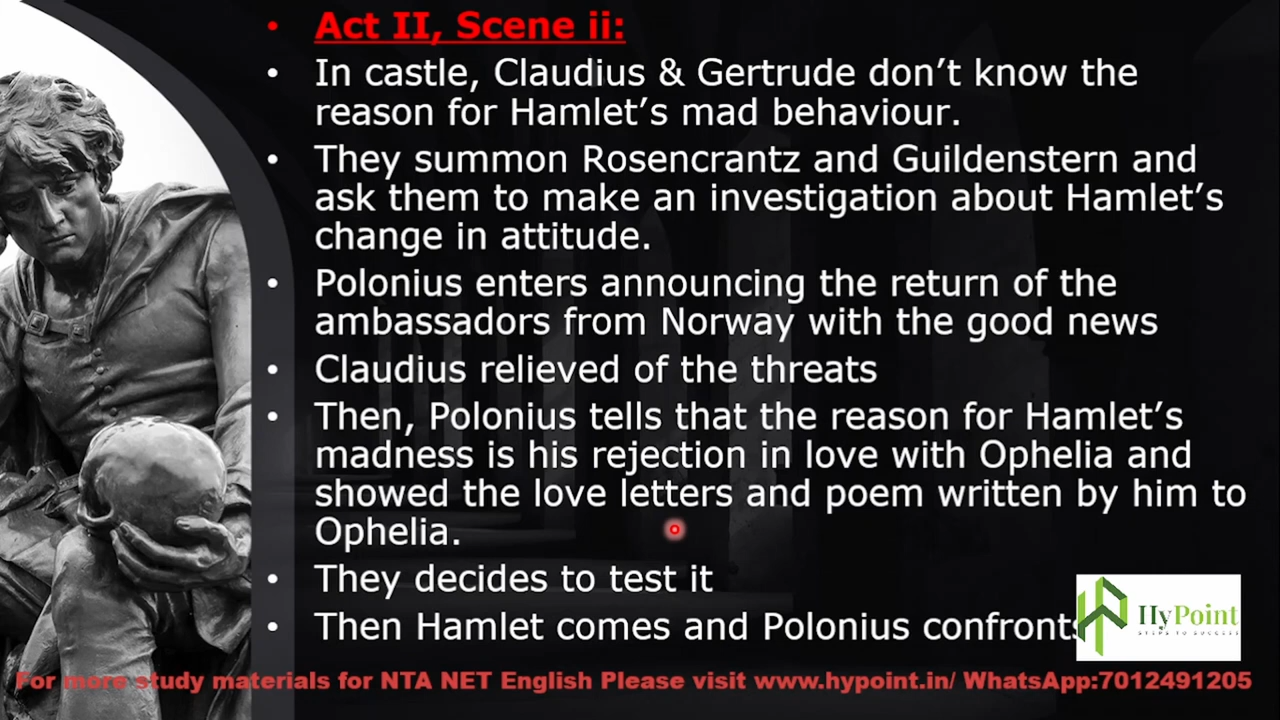 • Act II, Scene ii:
• In castle, Claudius & Gertrude don’t know the
reason for Hamlet’s mad behaviour.
• They summon Rosencrantz and Guildenstern and
ask them to make an investigation about Hamlet’s
change in attitude.
• Polonius enters announcing the return of the
ambassadors from Norway with the good news
• Claudius relieved of the threats
• Then, Polonius tells that the reason for Hamlet’s
madness is his rejection in love with Ophelia and
showed the love letters and poem written by him to
Ophelia.
• They decides to test it
• Then Hamlet comes and Polonius confronts
HyPoint
STEPS TO SUCCESS
For more study materials for NTA NET English Please visit www.hypoint.in/ WhatsApp:7012491205